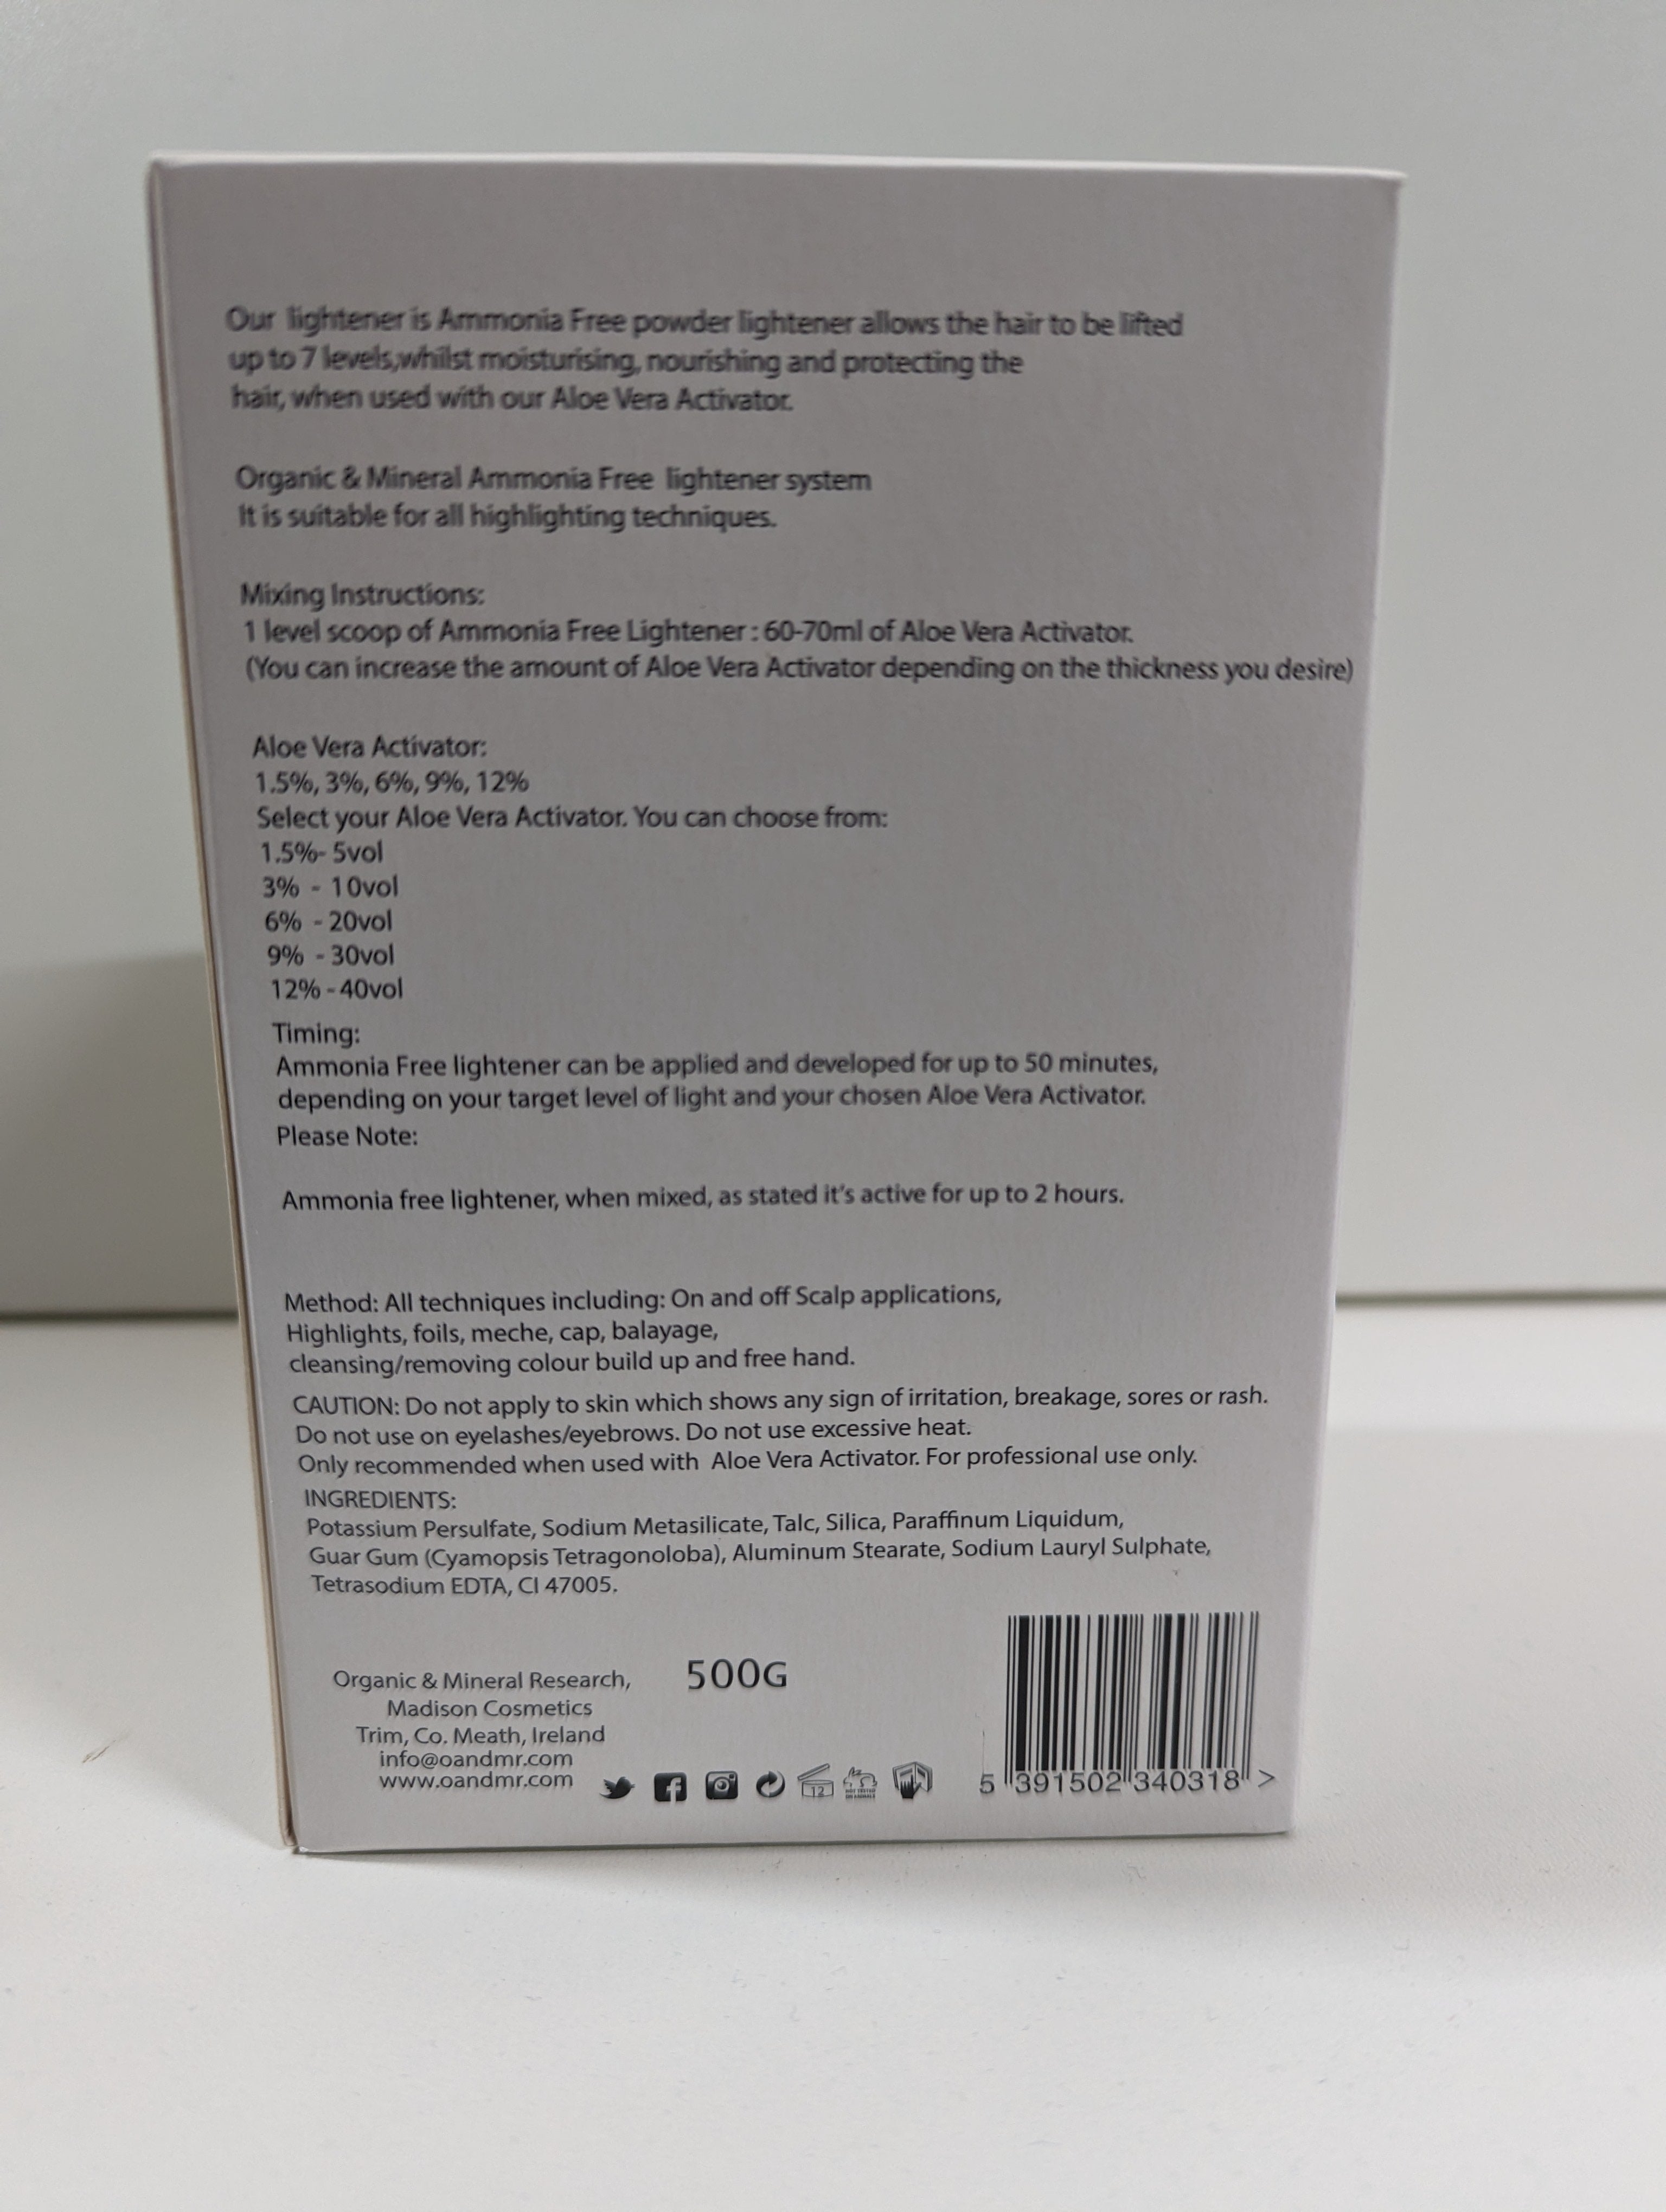 Our lightener is Ammonia Free powder lightener allows the hair to be lifted
up to 7 levels,whilst moisturising, nourishing and protecting the
hair, when used with our Aloe Vera Activator.
Organic & Mineral Ammonia Free lightener system
It is suitable for all highlighting techniques.
Mixing Instructions:
1 level scoop of Ammonia Free Lightener : 60-70ml of Aloe Vera Activator.
(You can increase the amount of Aloe Vera Activator depending on the thickness you desire)
Aloe Vera Activator:
1.5%, 3%, 6%, 9%, 12%
Select your Aloe Vera Activator. You can choose from:
1.5%- 5vol
3% - 10vol
6% - 20vol
9% - 30vol
12% - 40vol
Timing:
Ammonia Free lightener can be applied and developed for up to 50 minutes,
depending on your target level of light and your chosen Aloe Vera Activator.
Please Note:
Ammonia free lightener, when mixed, as stated it's active for up to 2 hours.
Method: All techniques including: On and off Scalp applications,
Highlights, foils, meche, cap, balayage,
cleansing/removing colour build up and free hand.
CAUTION: Do not apply to skin which shows any sign of irritation, breakage, sores or rash.
Do not use on eyelashes/eyebrows. Do not use excessive heat.
Only recommended when used with Aloe Vera Activator. For professional use only.
INGREDIENTS:
Potassium Persulfate, Sodium Metasilicate, Talc, Silica, Paraffinum Liquidum,
Guar Gum (Cyamopsis Tetragonoloba), Aluminum Stearate, Sodium Lauryl Sulphate,
Tetrasodium EDTA, CI 47005.
Organic & Mineral Research,
Madison Cosmetics
Trim, Co. Meath, Ireland
info@oandmr.com
www.oandmr.com
500G
12
NOT TESTED
ON ANIMALS
5 391502 340318 >